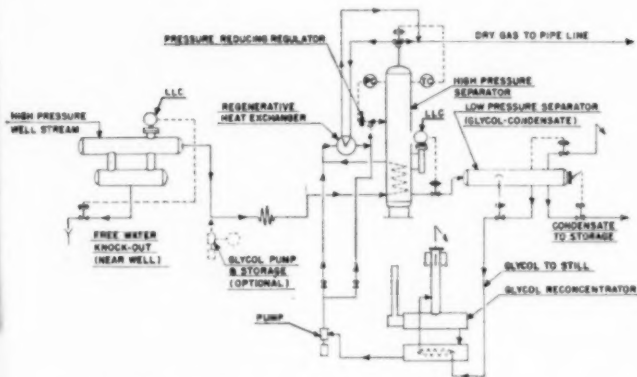 PRESSURE REDUCING REGULATOR
DRY GAS TO PIPE LINE
PC
TC
LLC
HIGH PRESSURE
WELL STREAM
REGENERATIVE
HEAT EXCHANGER
HIGH PRESSURE
SEPARATOR
LLC
LOW PRESSURE SEPARATOR
(GLYCOL-CONDENSATE)
FREE WATER
KNOCK-OUT
(NEAR WELL)
GLYCOL PUMP
& STORAGE
(OPTIONAL)
CONDENSATE
TO STORAGE
GLYCOL TO STILL
GLYCOL RECONCENTRATOR
PUMP